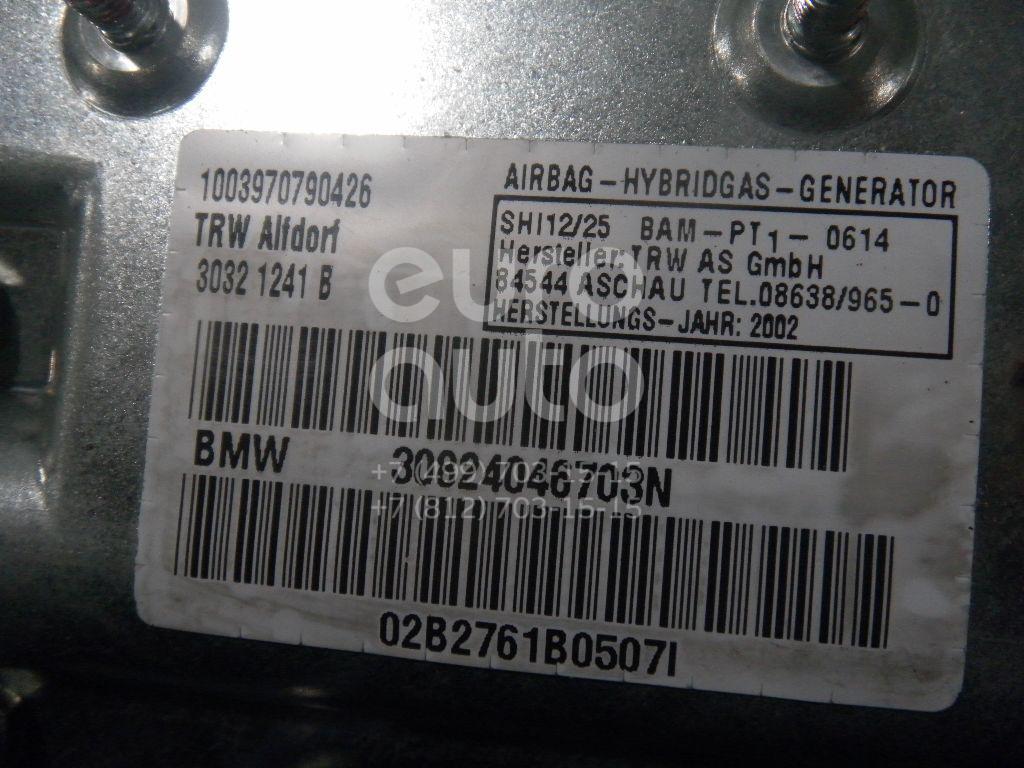 1003970790426
TRW Alfdorf
3032 1241 B
AIRBAG-HYBRIDGAS-GENERATOR
SHI12/25 BAM-PT1-0614
Hersteller: TRW AS GmbH
84544 ASCHAU TEL.08638/965-0
HERSTELLUNGS-JAHR: 2002
euro
auto
BMW
+7 (812) 703-15-15
02B2761B0507I